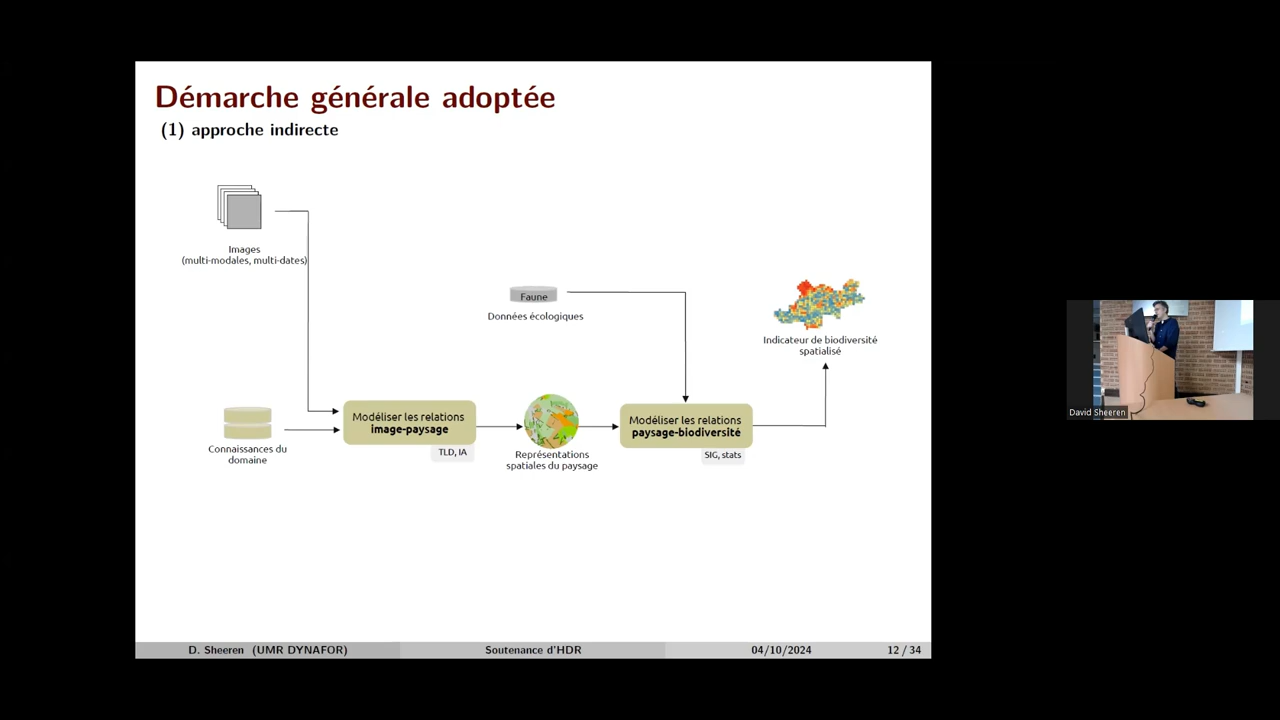 Démarche générale adoptée
(1) approche indirecte
Images
(multi-modales, multi-dates)
Faune
Données écologiques
Indicateur de biodiversité
spatialisé
Connaissances du
domaine
Modéliser les relations
image-paysage
TLD, IA
Représentations
spatiales du paysage
Modéliser les relations
paysage-biodiversité
SIG, stats
David Sheeren
D. Sheeren (UMR DYNAFOR)
Soutenance d'HDR
04/10/2024
12 / 34